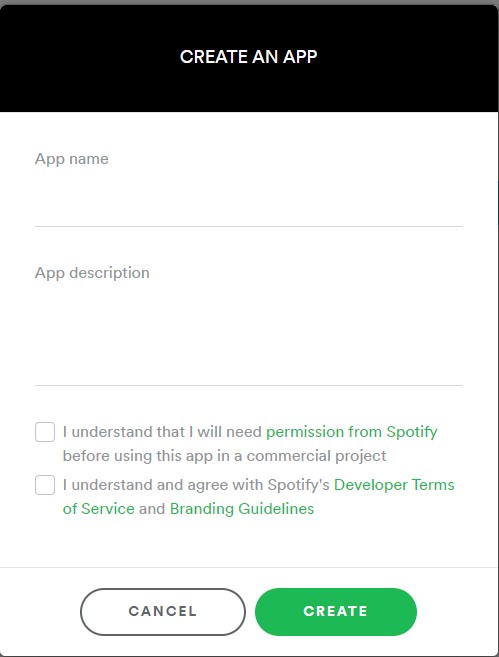 CREATE AN APP
App name
App description
I understand that I will need permission from Spotify
before using this app in a commercial project
I understand and agree with Spotify's Developer Terms
of Service and Branding Guidelines
CANCEL
CREATE